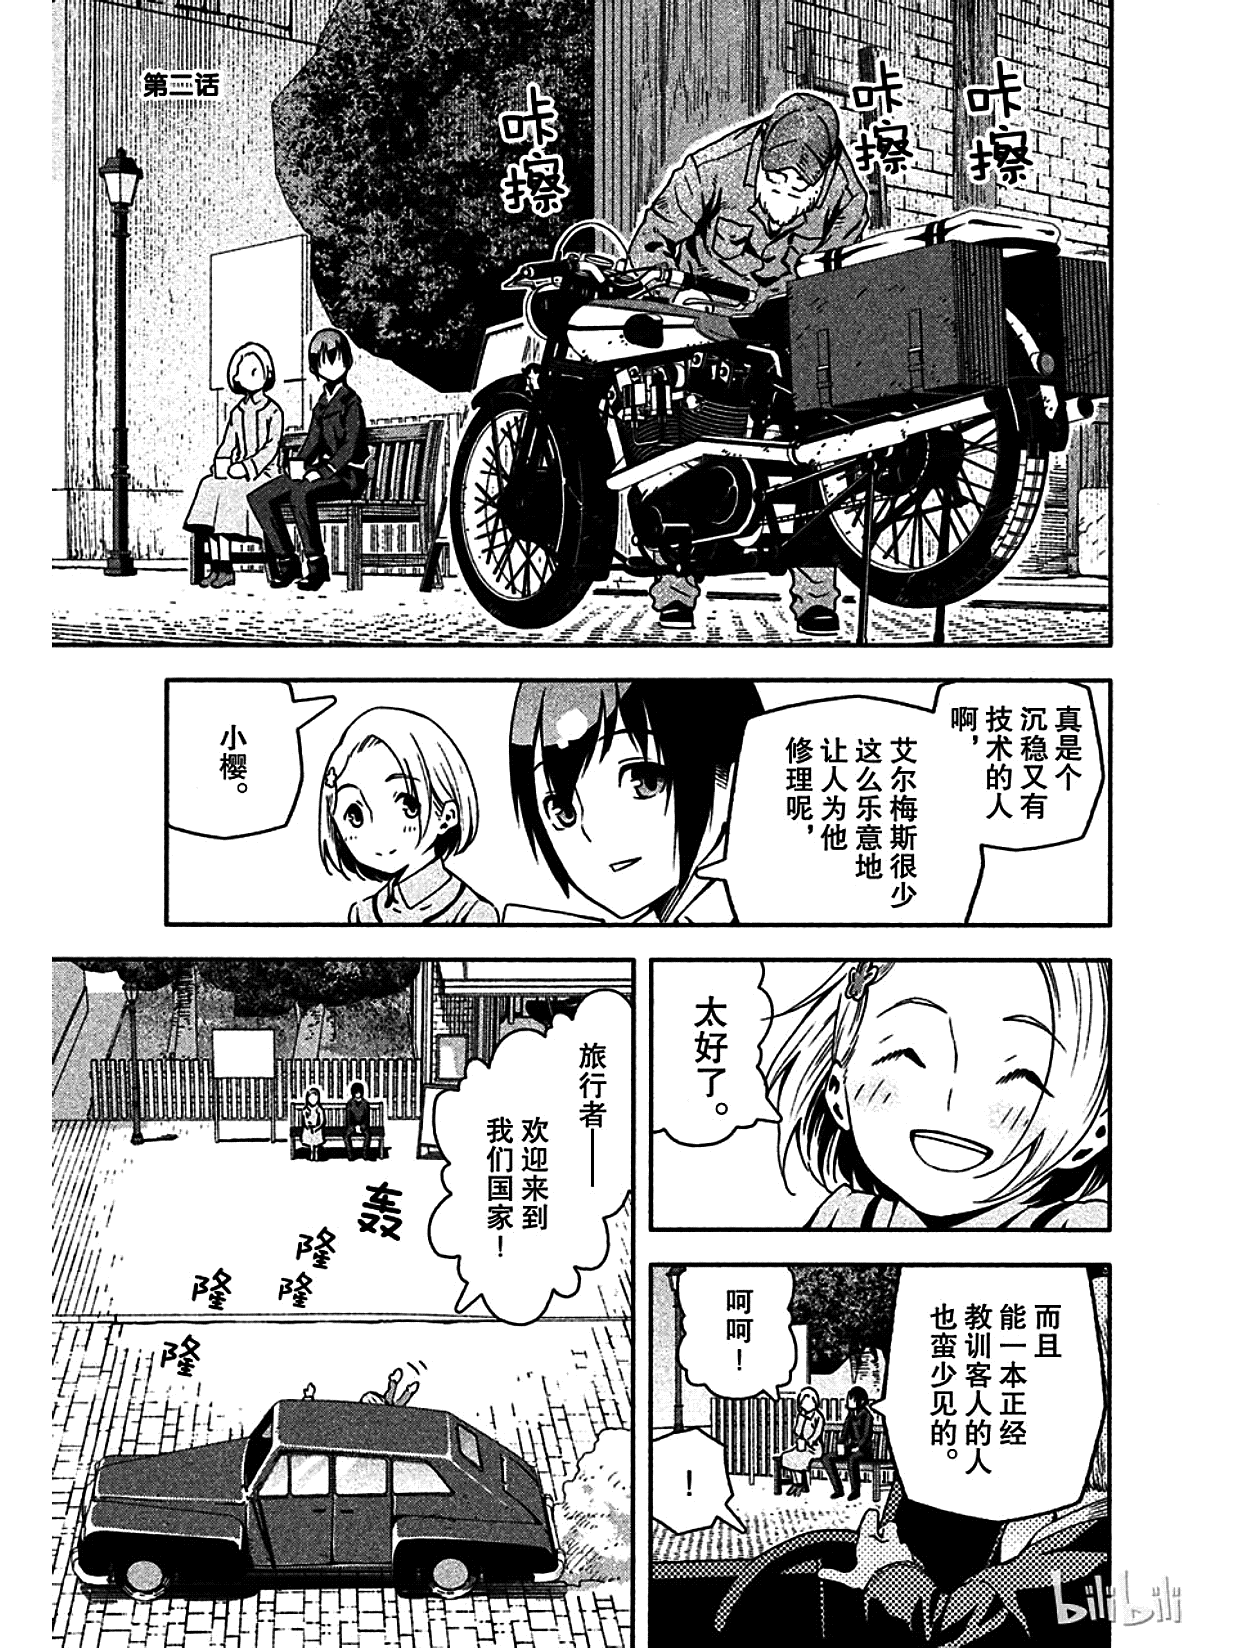 第二话
咔擦
咔擦
咔擦
真是个
沉稳又有
技术的人
啊，
艾尔梅斯很少
这么乐意地
让人为他
修理呢，
小樱。
太好了。
而且
能一本正经
教训客人的人
也蛮少见的。
呵呵！
！
旅行者——
欢迎来到
我们国家！
轰
隆
隆
隆
隆
bilibili